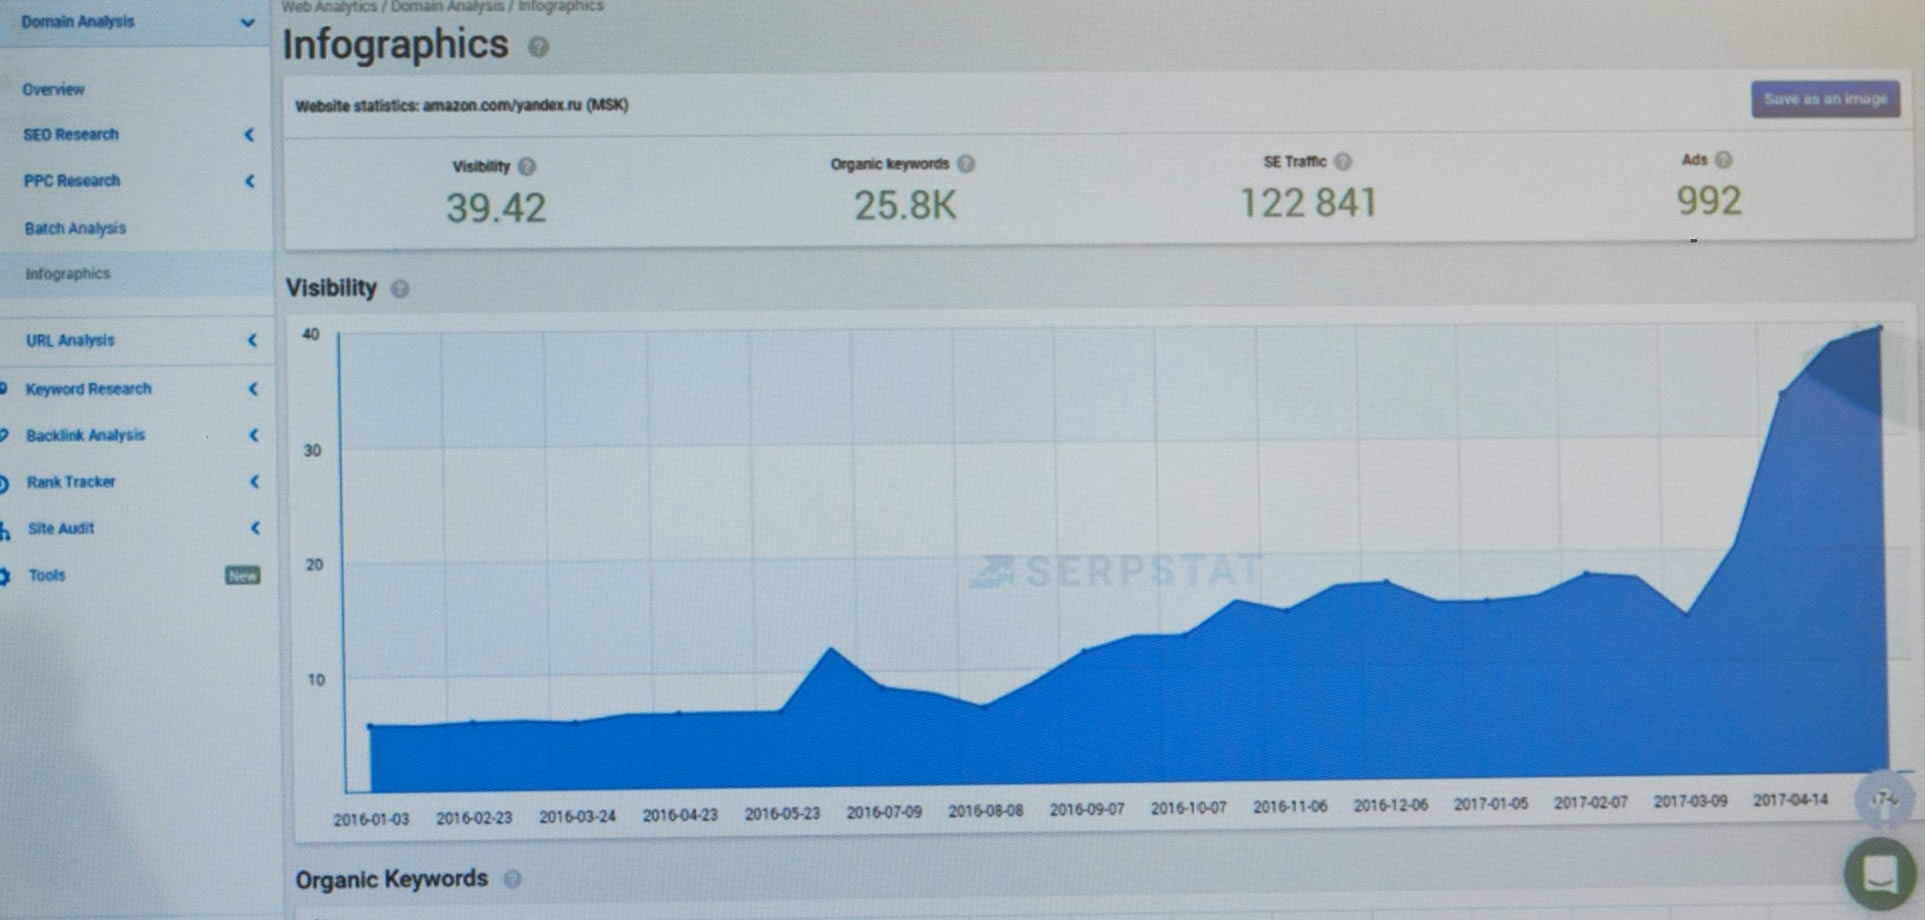 Domain Analysis
Overview
SEO Research
PPC Research
Batch Analysis
Infographics
URL Analysis
Keyword Research
Backlink Analysis
Rank Tracker
Site Audit
Tools New
Web Analytics / Domain Analysis / Infographics
Infographics ?
Website statistics: amazon.com/yandex.ru (MSK)
Save as an image
Visibility ? Organic keywords ? SE Traffic ? Ads ?
39.42 25.8K 122 841 992
Visibility ?
40
30
20
10
SERPSTAT
2016-01-03 2016-02-23 2016-03-24 2016-04-23 2016-05-23 2016-07-09 2016-08-08 2016-09-07 2016-10-07 2016-11-06 2016-12-06 2017-01-05 2017-02-07 2017-03-09 2017-04-14
Organic Keywords ?